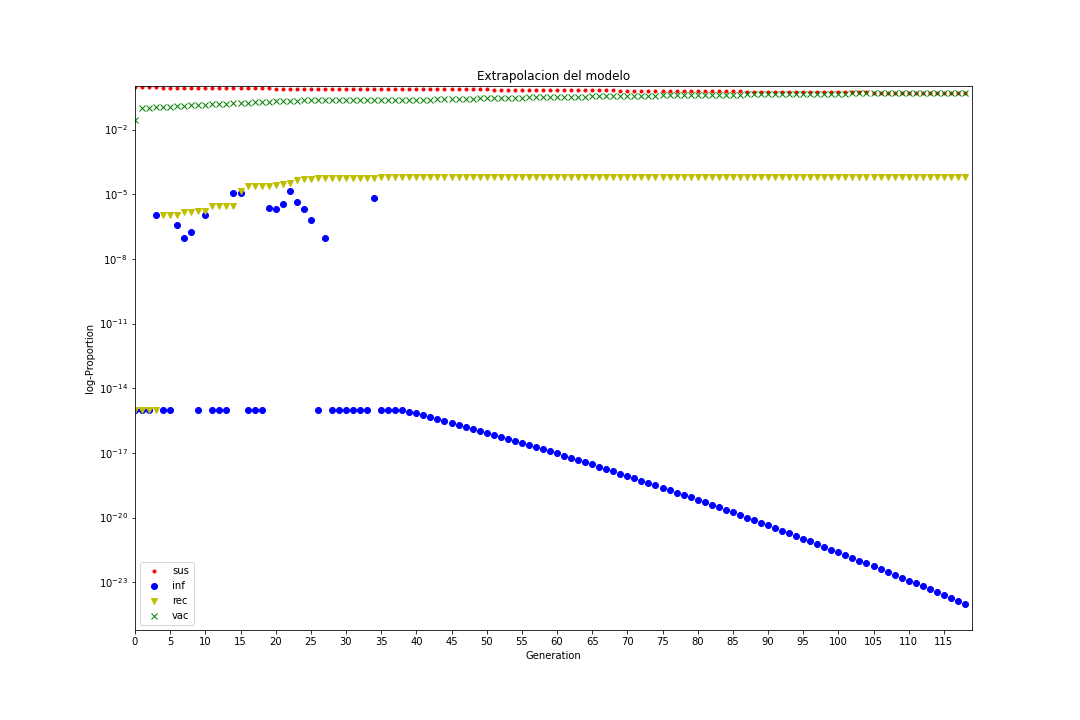 Extrapolacion del modelo
log-Proportion
10⁻²
10⁻⁵
10⁻⁸
10⁻¹¹
10⁻¹⁴
10⁻¹⁷
10⁻²⁰
10⁻²³
sus
inf
rec
vac
0 5 10 15 20 25 30 35 40 45 50 55 60 65 70 75 80 85 90 95 100 105 110 115
Generation